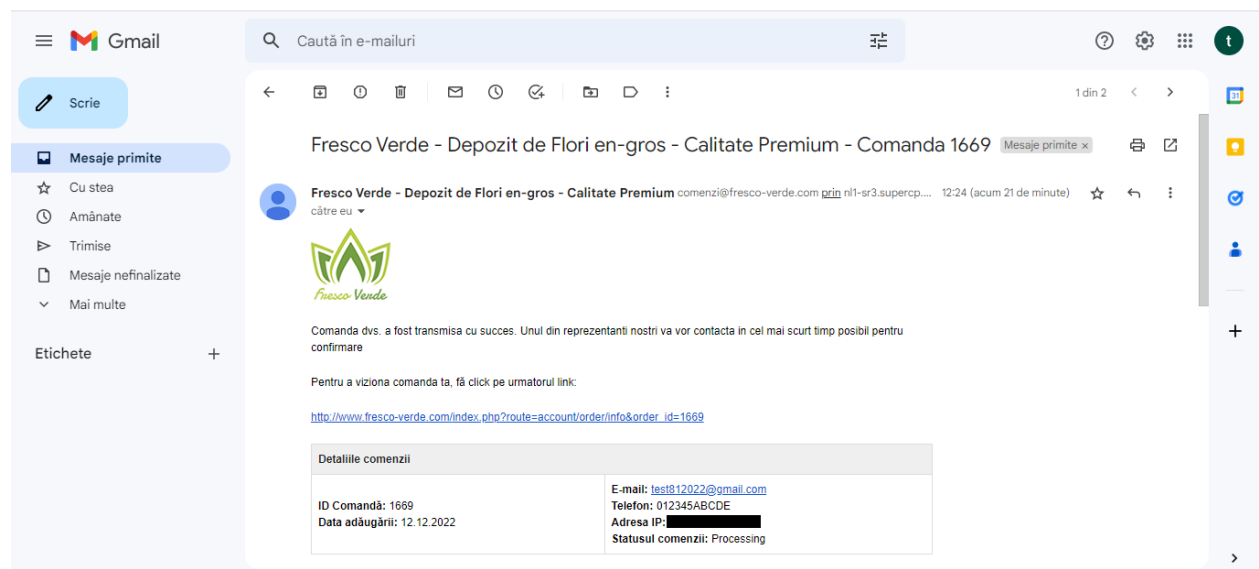 Gmail
Caută în e-mailuri
t
Scrie
1 din 2
31
Mesaje primite
Cu stea
Amânate
Trimise
Mesaje nefinalizate
Mai multe
Etichete
Fresco Verde - Depozit de Flori en-gros - Calitate Premium - Comanda 1669 Mesaje primite ×
Fresco Verde - Depozit de Flori en-gros - Calitate Premium comenzi@fresco-verde.com prin nl1-sr3.supercp.... 12:24 (acum 21 de minute)
către eu
Fresco Verde
Comanda dvs. a fost transmisa cu succes. Unul din reprezentanti nostri va vor contacta in cel mai scurt timp posibil pentru
confirmare
Pentru a viziona comanda ta, fă click pe urmatorul link:
http://www.fresco-verde.com/index.php?route=account/order/info&order_id=1669
Detaliile comenzii
ID Comandă: 1669
Data adăugării: 12.12.2022
E-mail: test812022@gmail.com
Telefon: 012345ABCDE
Adresa IP:
Statusul comenzii: Processing